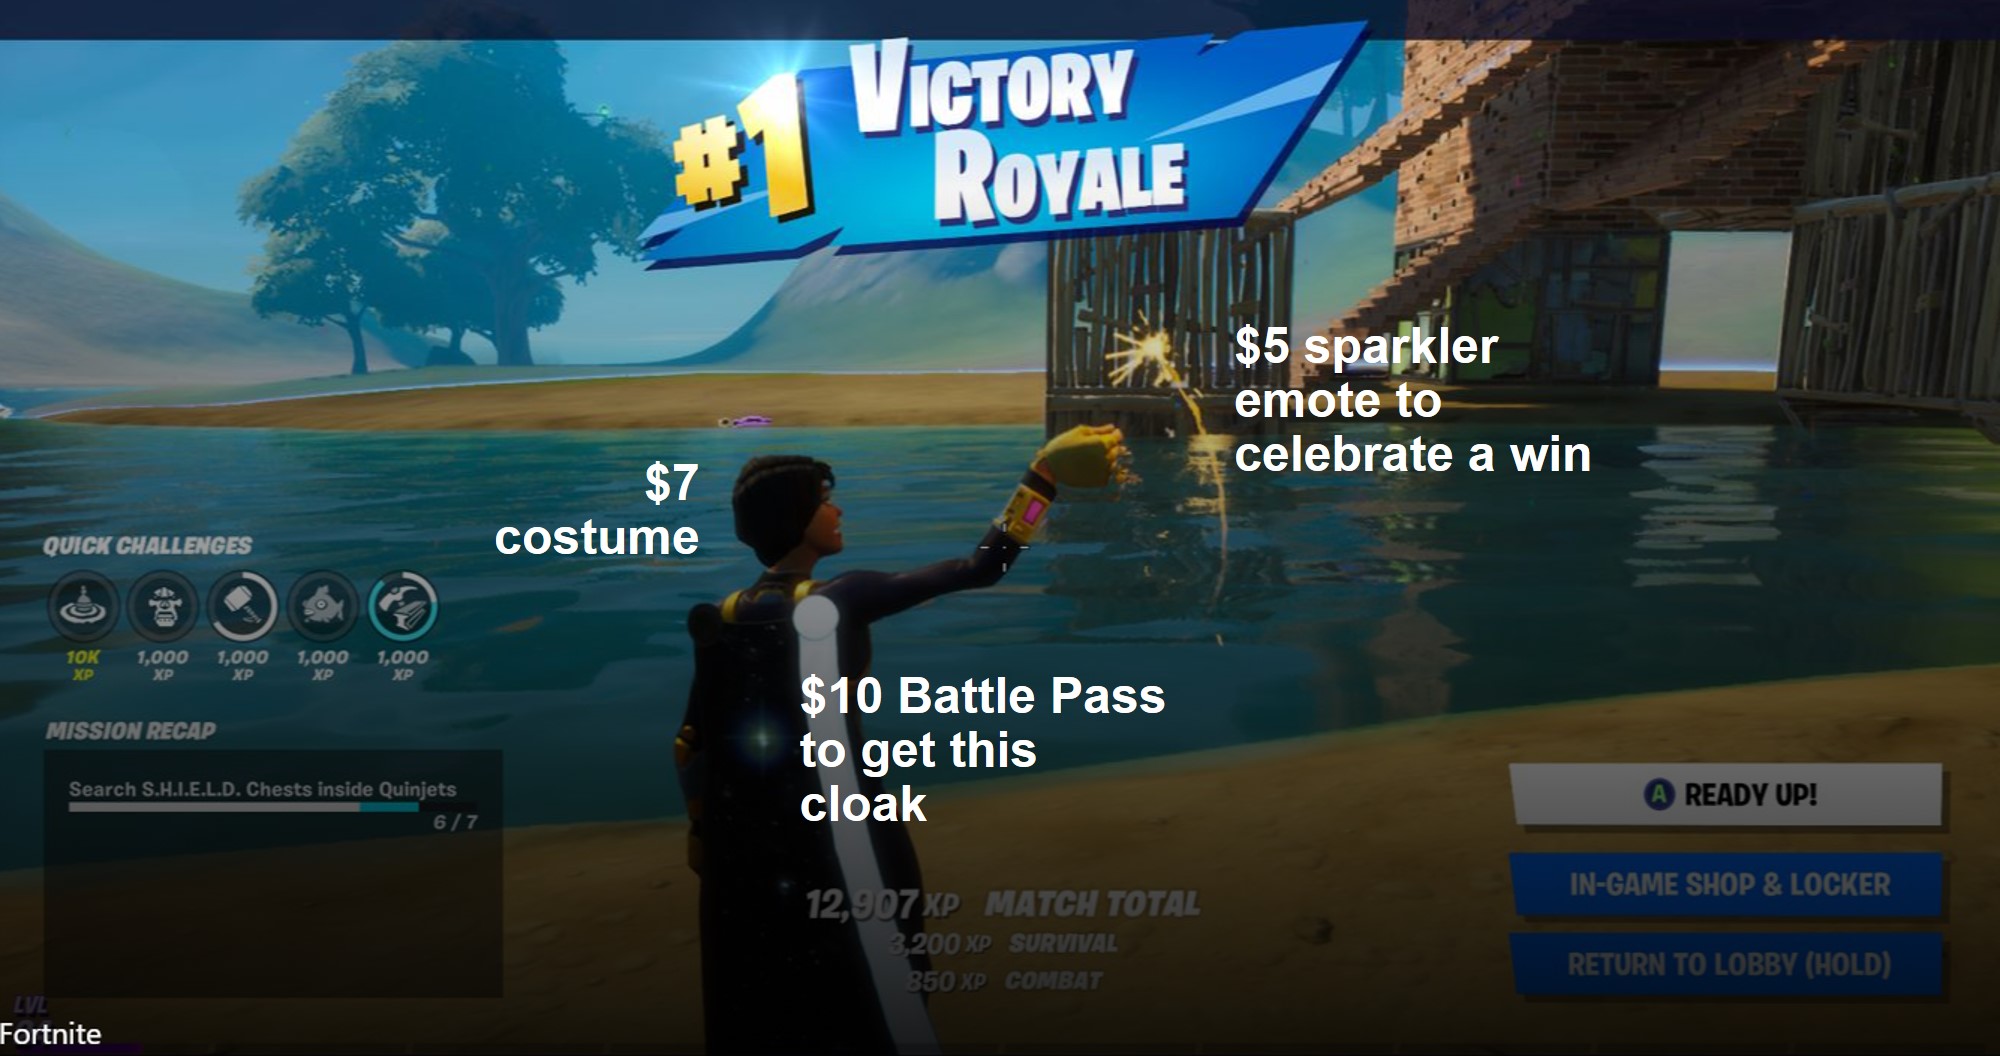 #1 VICTORY
ROYALE
$5 sparkler
emote to
celebrate a win
$7
costume
QUICK CHALLENGES
10K
XP
1,000
XP
1,000
XP
1,000
XP
1,000
XP
$10 Battle Pass
to get this
cloak
MISSION RECAP
Search S.H.I.E.L.D. Chests inside Quinjets
6 / 7
A READY UP!
IN-GAME SHOP & LOCKER
RETURN TO LOBBY (HOLD)
12,907 XP MATCH TOTAL
3,200 XP SURVIVAL
850 XP COMBAT
LVL
Fortnite